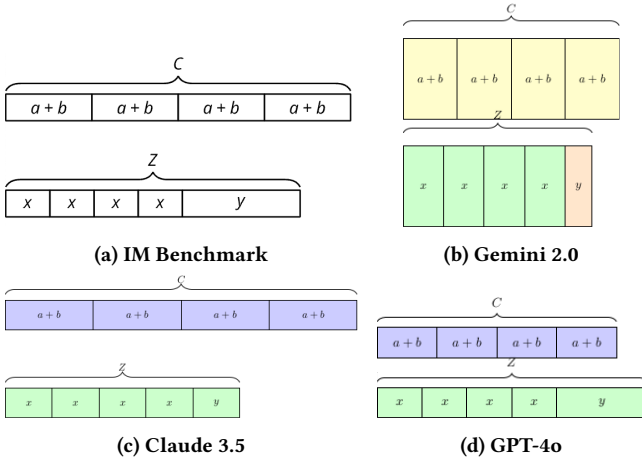 C
a + b a + b a + b a + b
Z
x x x x y
(a) IM Benchmark
C
a + b a + b a + b a + b
Z
x x x x y
(b) Gemini 2.0
C
a + b a + b a + b a + b
Z
x x x x y
(c) Claude 3.5
C
a + b a + b a + b a + b
Z
x x x x y
(d) GPT-4o